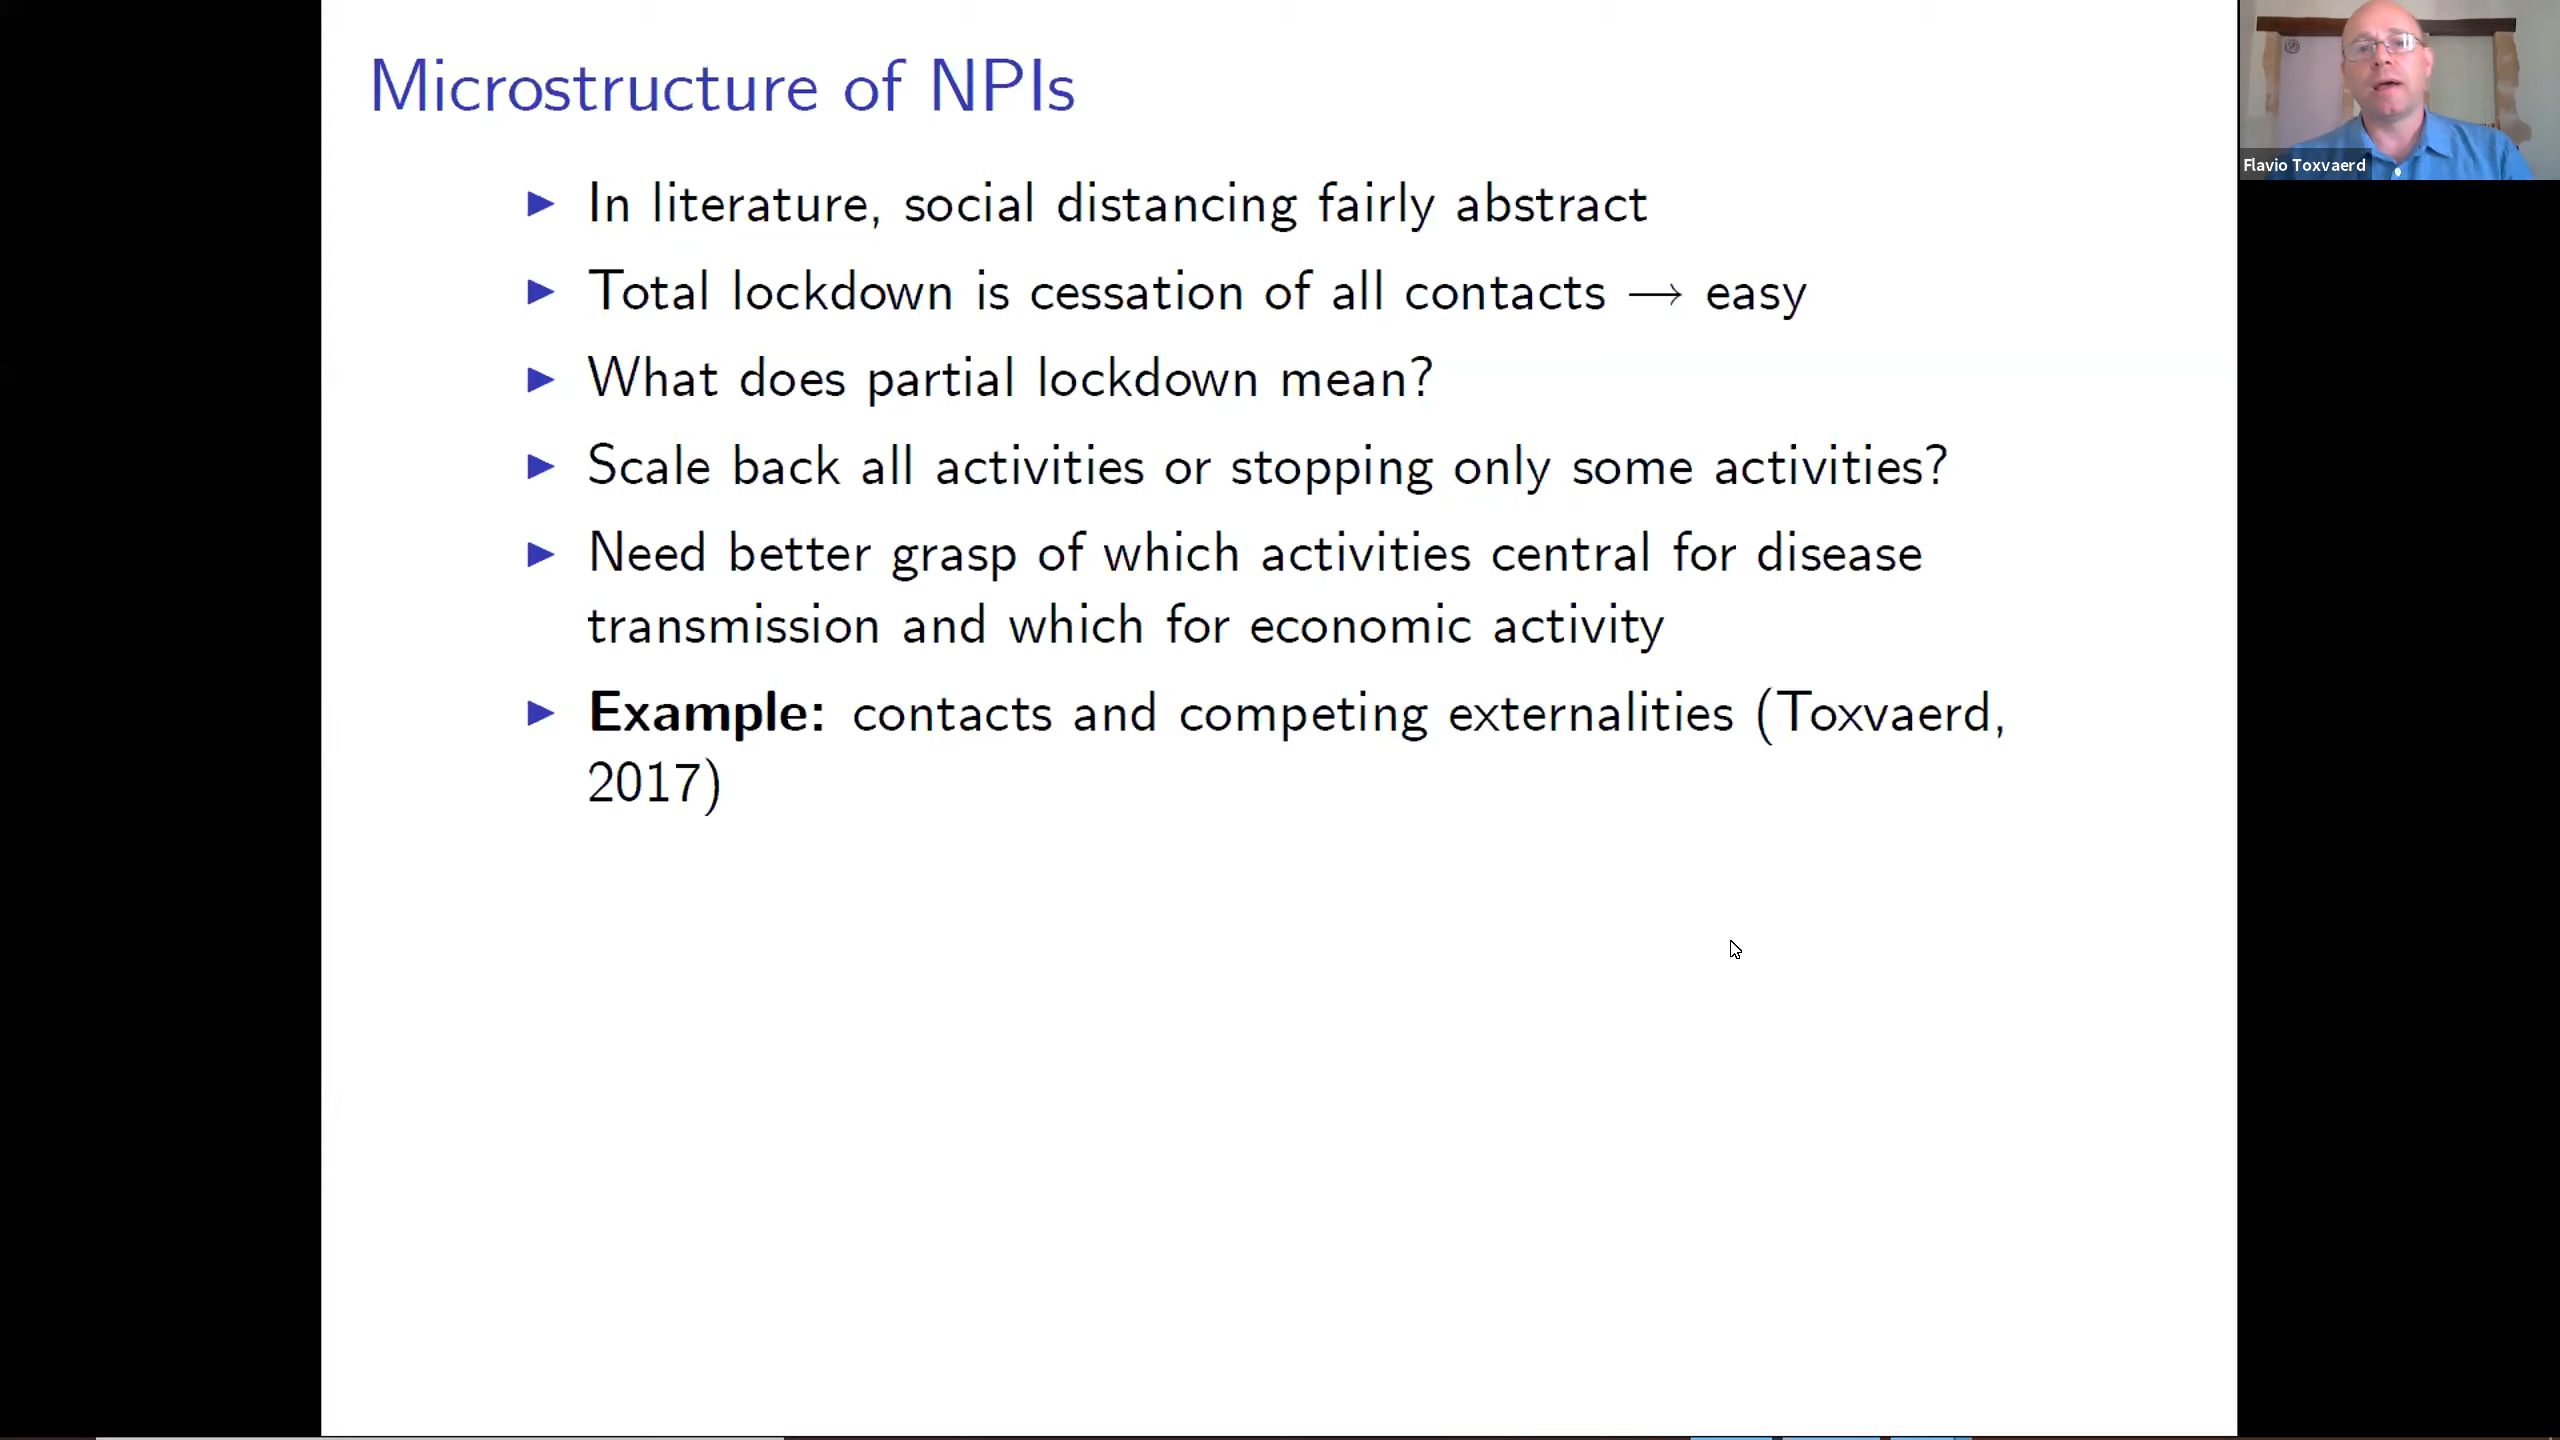 Microstructure of NPIs
In literature, social distancing fairly abstract
Total lockdown is cessation of all contacts → easy
What does partial lockdown mean?
Scale back all activities or stopping only some activities?
Need better grasp of which activities central for disease
transmission and which for economic activity
Example: contacts and competing externalities (Toxvaerd,
2017)
Flavio Toxvaerd